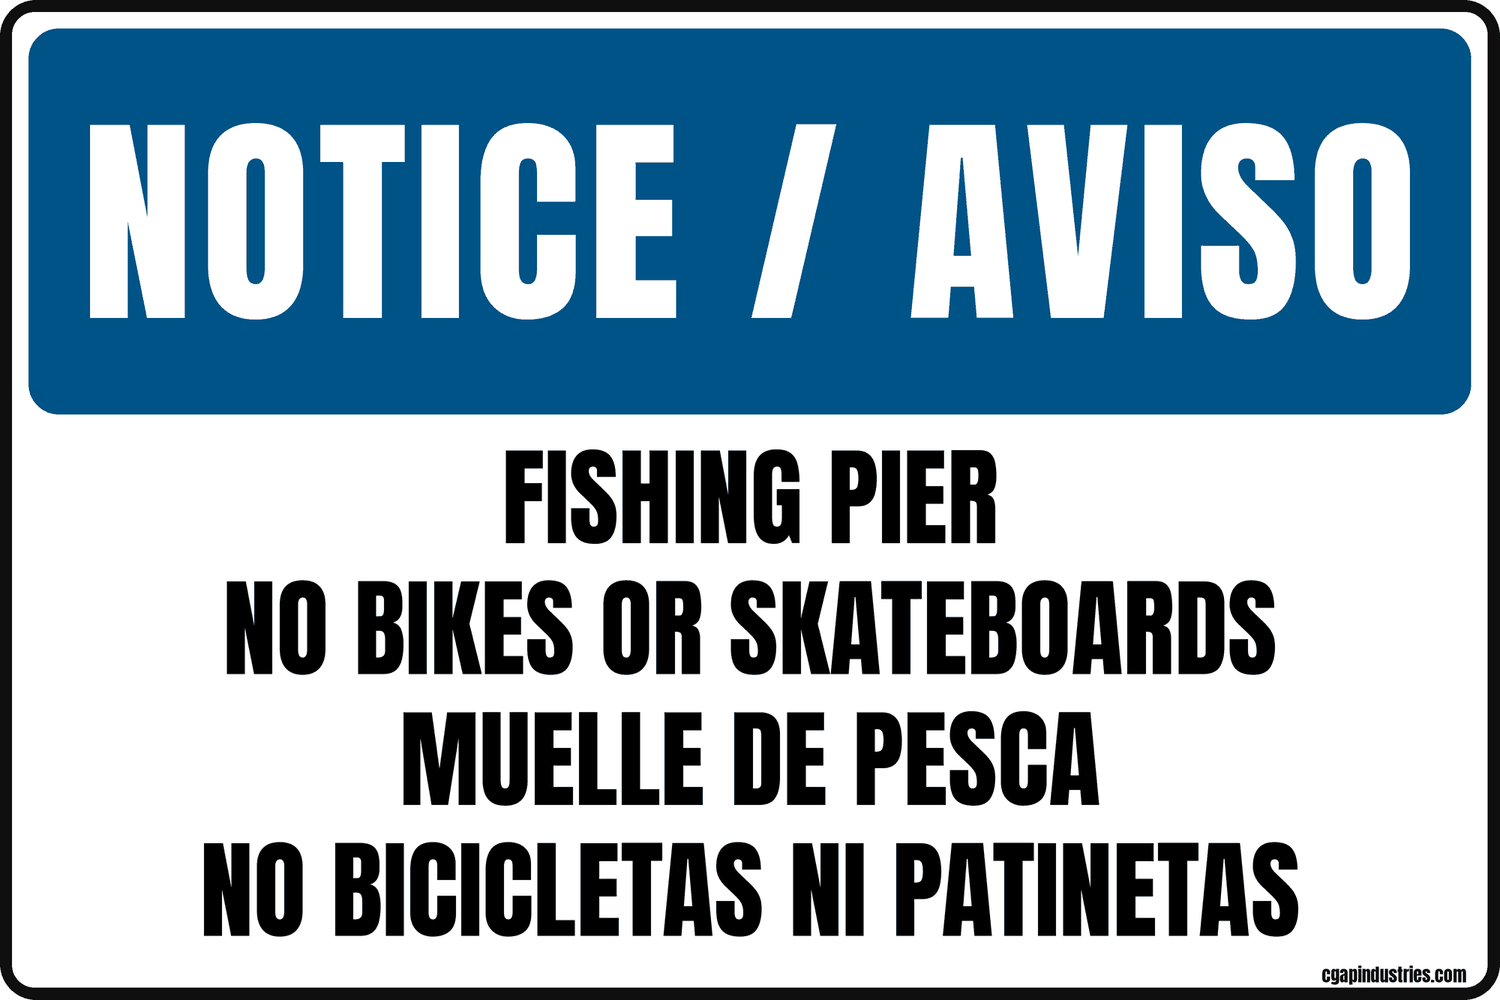 NOTICE / AVISO
FISHING PIER
NO BIKES OR SKATEBOARDS
MUELLE DE PESCA
NO BICICLETAS NI PATINETAS
cgapindustries.com